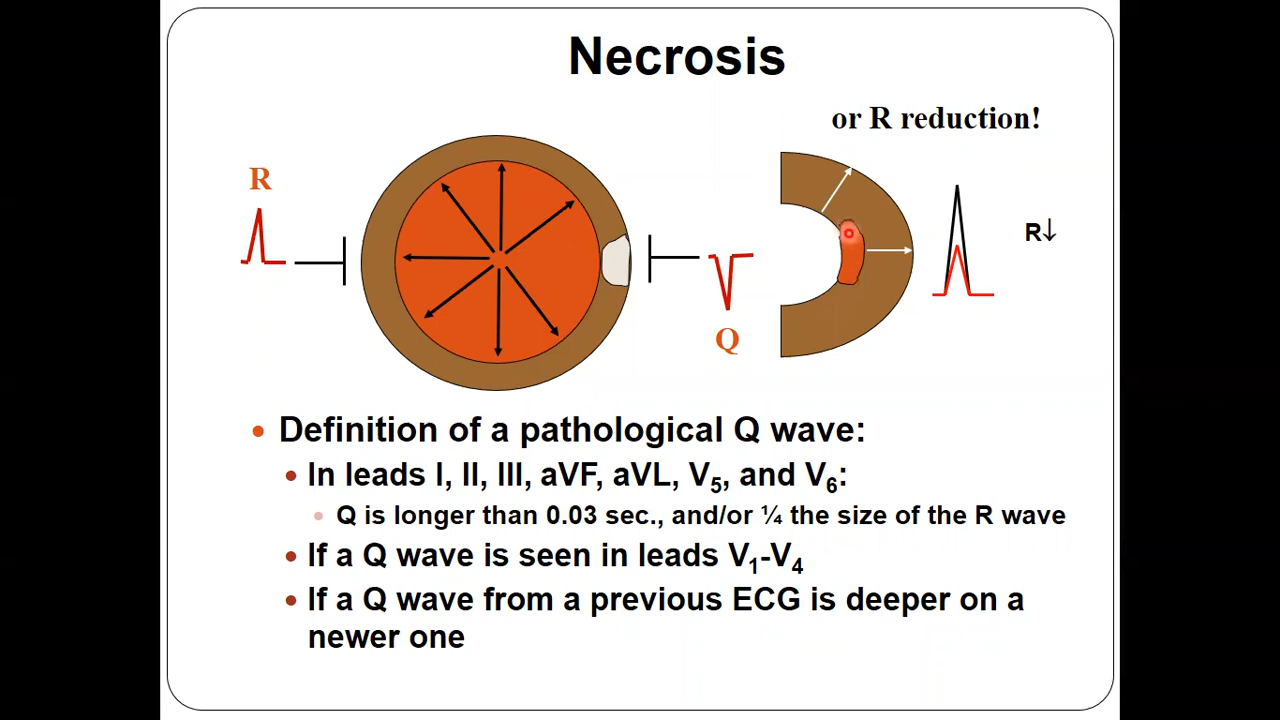 Necrosis
or R reduction!
R
R↓
Q
Definition of a pathological Q wave:
In leads I, II, III, aVF, aVL, V5, and V6:
Q is longer than 0.03 sec., and/or ¼ the size of the R wave
If a Q wave is seen in leads V1-V4
If a Q wave from a previous ECG is deeper on a
newer one